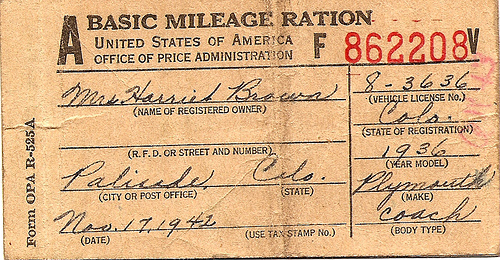 A BASIC MILEAGE RATION
UNITED STATES OF AMERICA
OFFICE OF PRICE ADMINISTRATION
F 862208 V
Mrs Harriet Brown
(NAME OF REGISTERED OWNER)
8-3636
(VEHICLE LICENSE No.)
Colo.
(STATE OF REGISTRATION)
(R. F. D. OR STREET AND NUMBER)
1936
(YEAR MODEL)
Palisade, Colo.
(CITY OR POST OFFICE) (STATE)
Plymouth
(MAKE)
Nov. 17, 1942
(DATE) (USE TAX STAMP No.)
coach
(BODY TYPE)
Form OPA R-525A